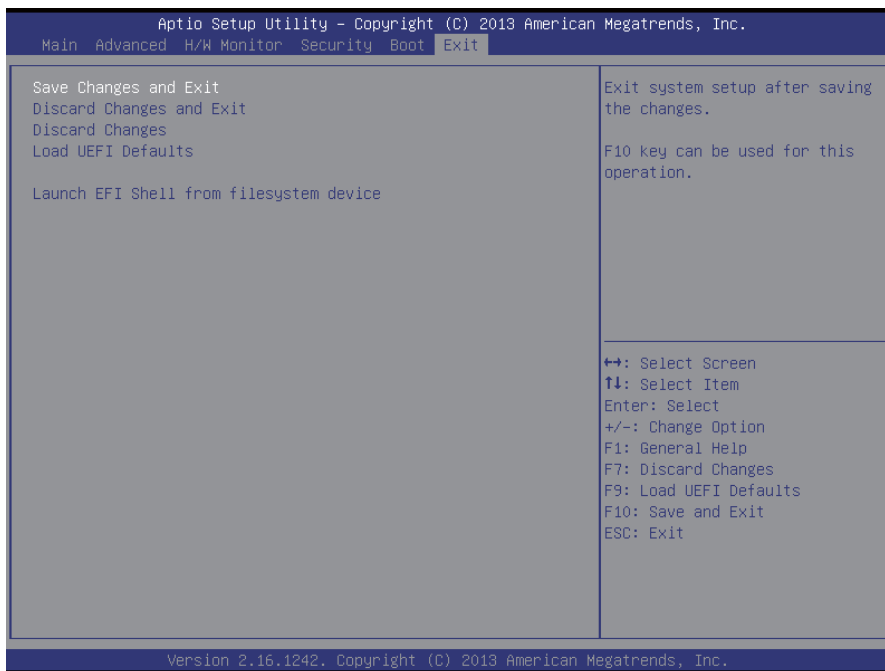 Aptio Setup Utility – Copyright (C) 2013 American Megatrends, Inc.
Main Advanced H/W Monitor Security Boot Exit
Save Changes and Exit
Discard Changes and Exit
Discard Changes
Load UEFI Defaults
Launch EFI Shell from filesystem device
Exit system setup after saving
the changes.
F10 key can be used for this
operation.
↔: Select Screen
↑↓: Select Item
Enter: Select
+/-: Change Option
F1: General Help
F7: Discard Changes
F9: Load UEFI Defaults
F10: Save and Exit
ESC: Exit
Version 2.16.1242. Copyright (C) 2013 American Megatrends, Inc.